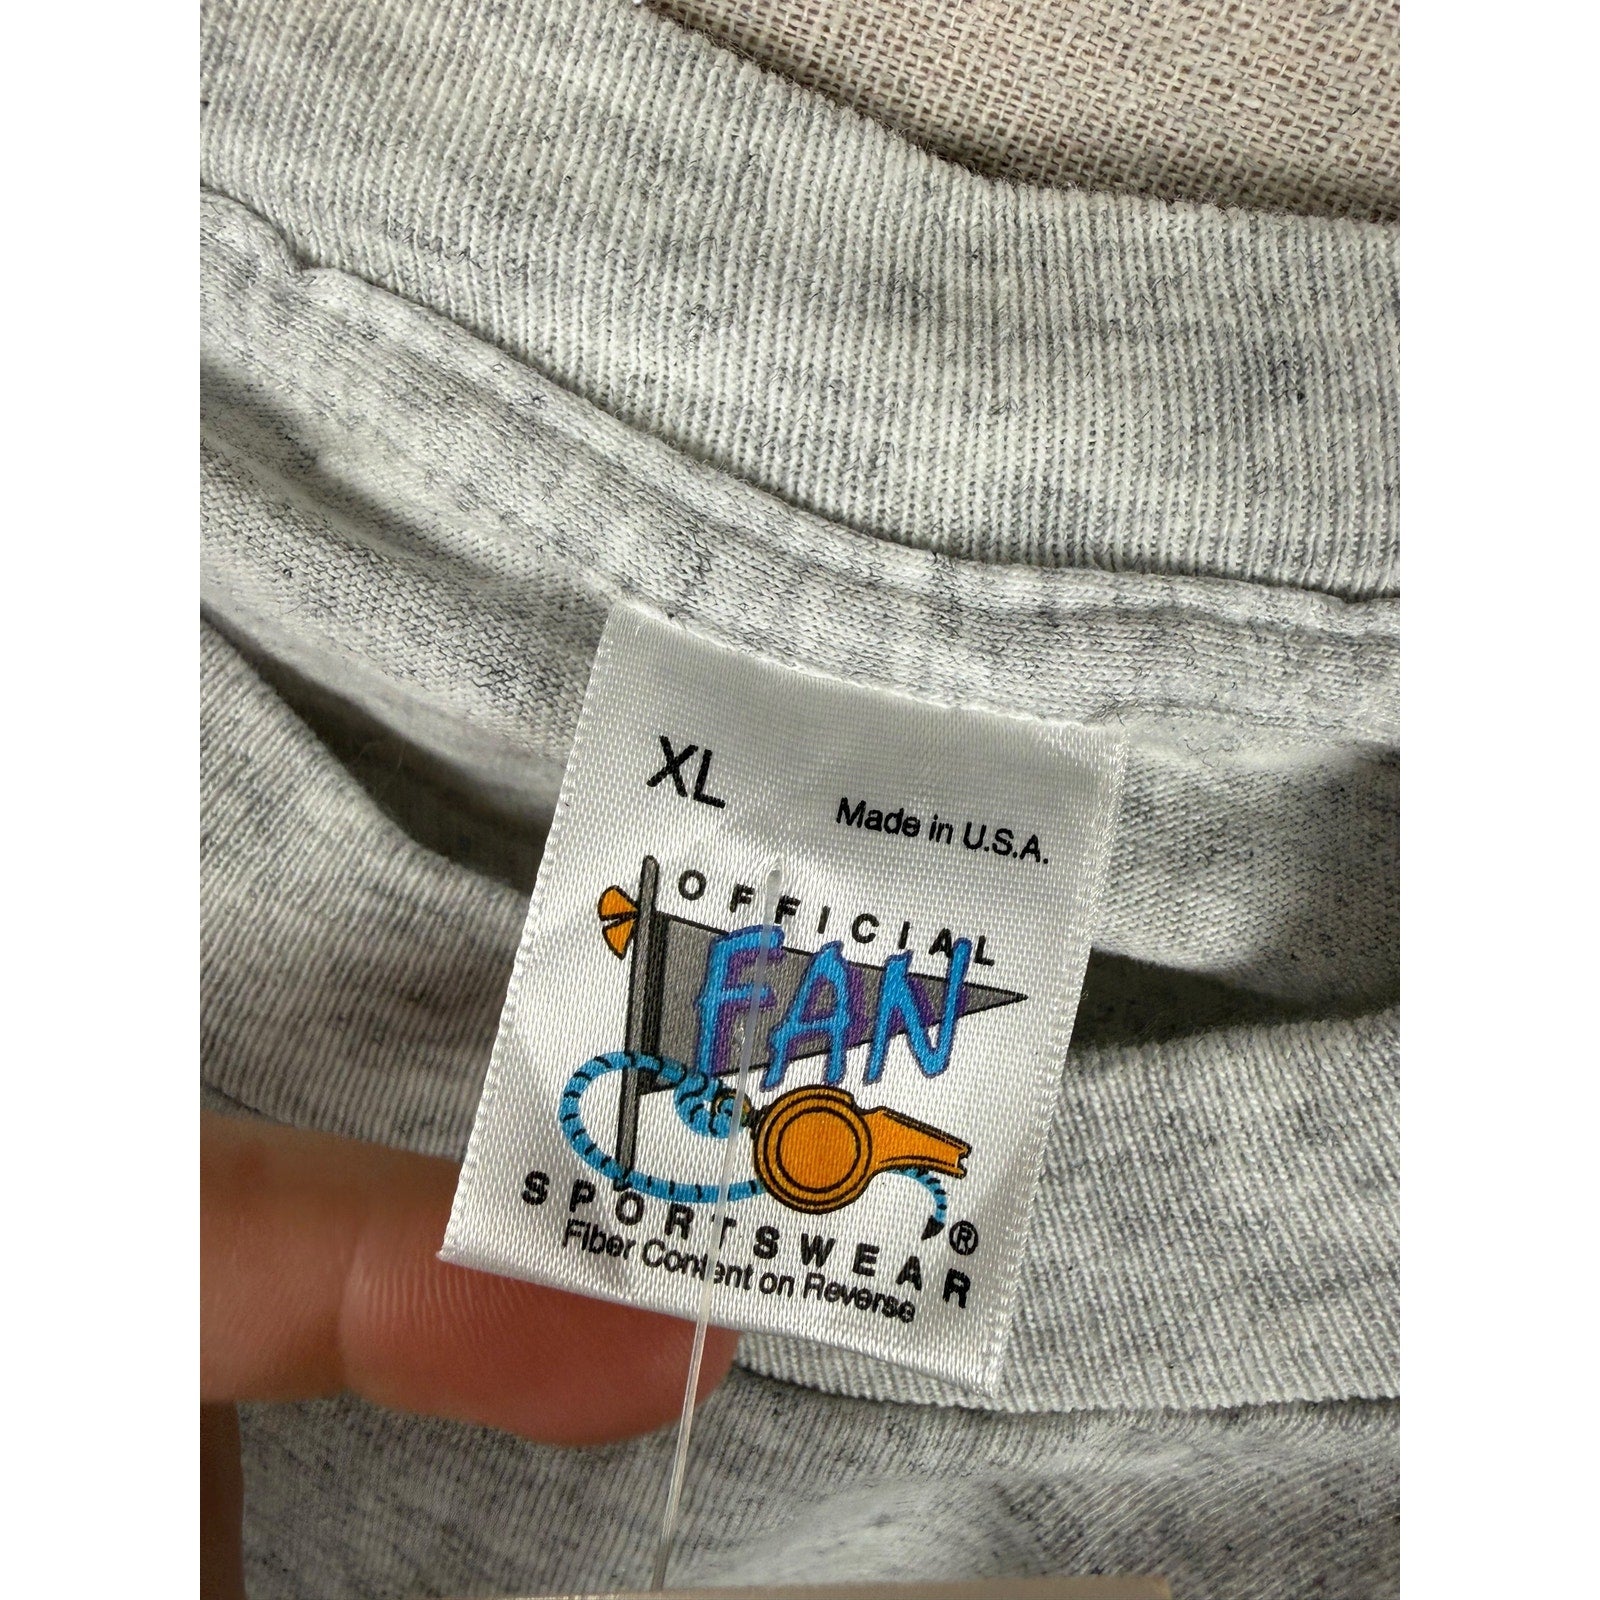 XL
Made in U.S.A.
OFFICIAL
FAN
SPORTSWEAR ®
Fiber Content on Reverse